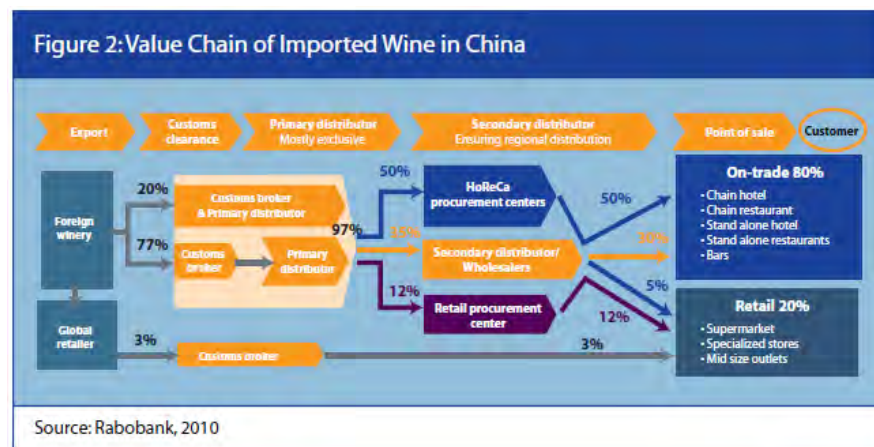 Figure 2: Value Chain of Imported Wine in China
Export
Customs
clearance
Primary distributor
Mostly exclusive
Secondary distributor
Ensuring regional distribution
Point of sale
Customer
Foreign
winery
20%
77%
Customs broker
& Primary distributor
Customs
broker
Primary
distributor
97%
50%
35%
12%
HoReCa
procurement centers
Secondary distributor/
Wholesalers
Retail procurement
center
50%
30%
5%
12%
On-trade 80%
• Chain hotel
• Chain restaurant
• Stand alone hotel
• Stand alone restaurants
• Bars
Retail 20%
• Supermarket
• Specialized stores
• Mid size outlets
Global
retailer
3%
Customs broker
3%
Source: Rabobank, 2010